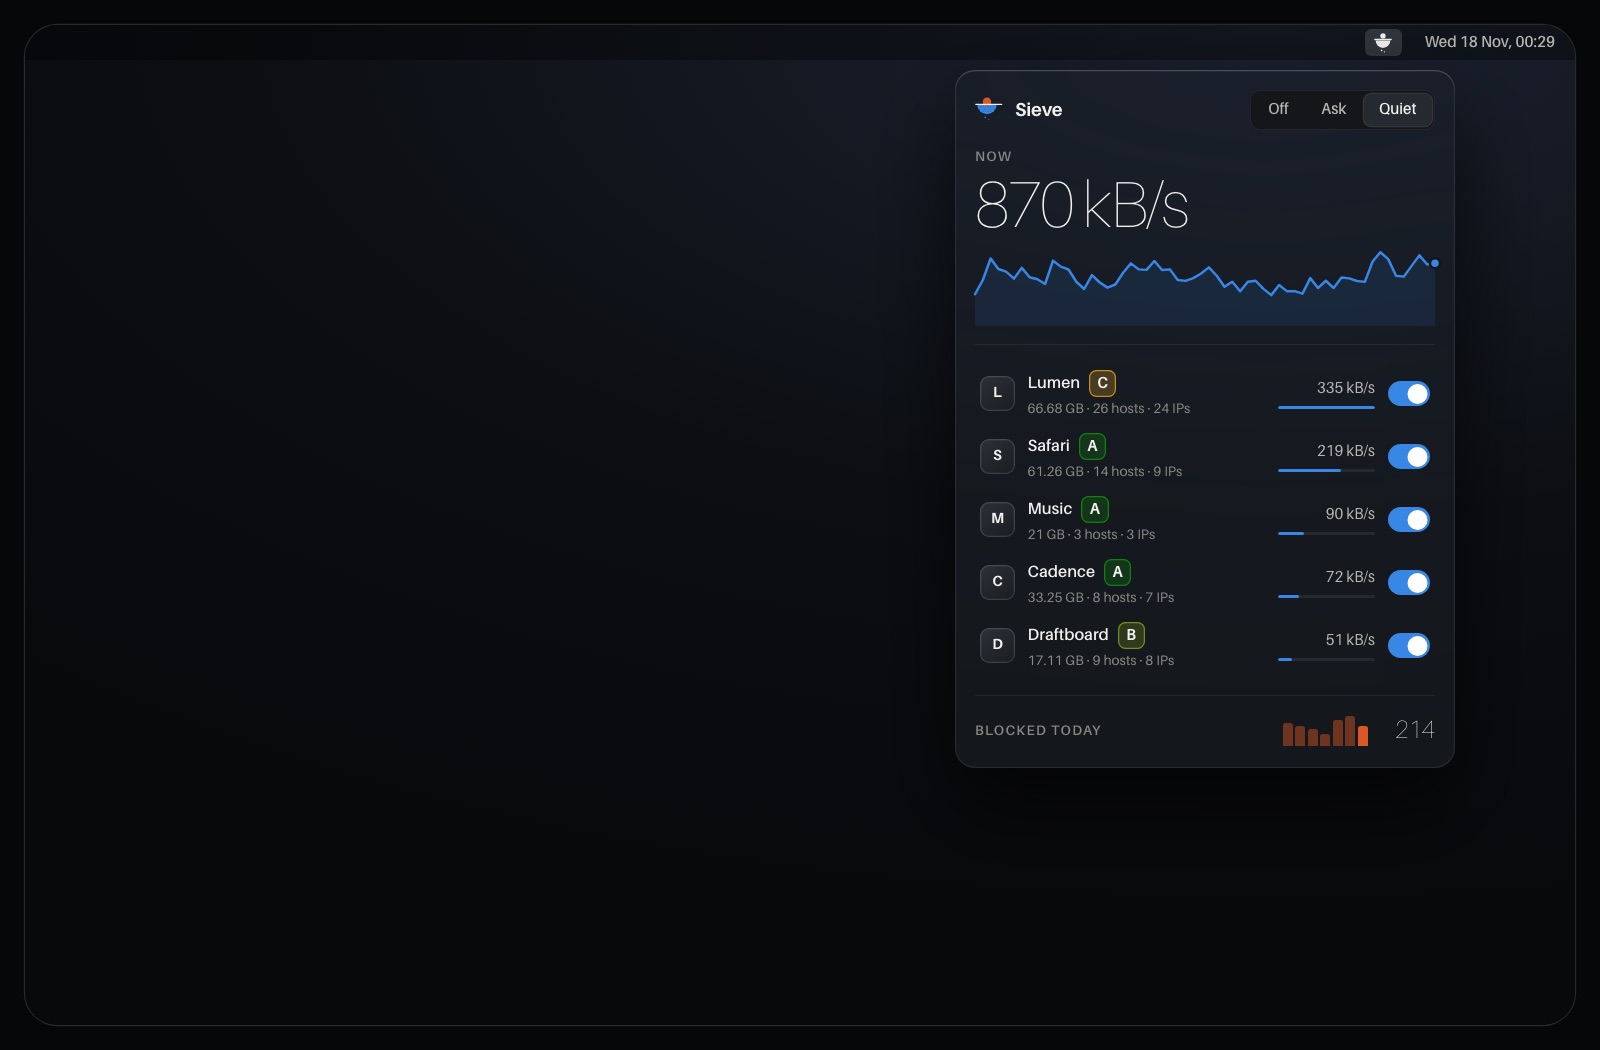 Wed 18 Nov, 00:29
Sieve
Off Ask Quiet
NOW
870 kB/s
L Lumen C 335 kB/s
66.68 GB · 26 hosts · 24 IPs
S Safari A 219 kB/s
61.26 GB · 14 hosts · 9 IPs
M Music A 90 kB/s
21 GB · 3 hosts · 3 IPs
C Cadence A 72 kB/s
33.25 GB · 8 hosts · 7 IPs
D Draftboard B 51 kB/s
17.11 GB · 9 hosts · 8 IPs
BLOCKED TODAY 214